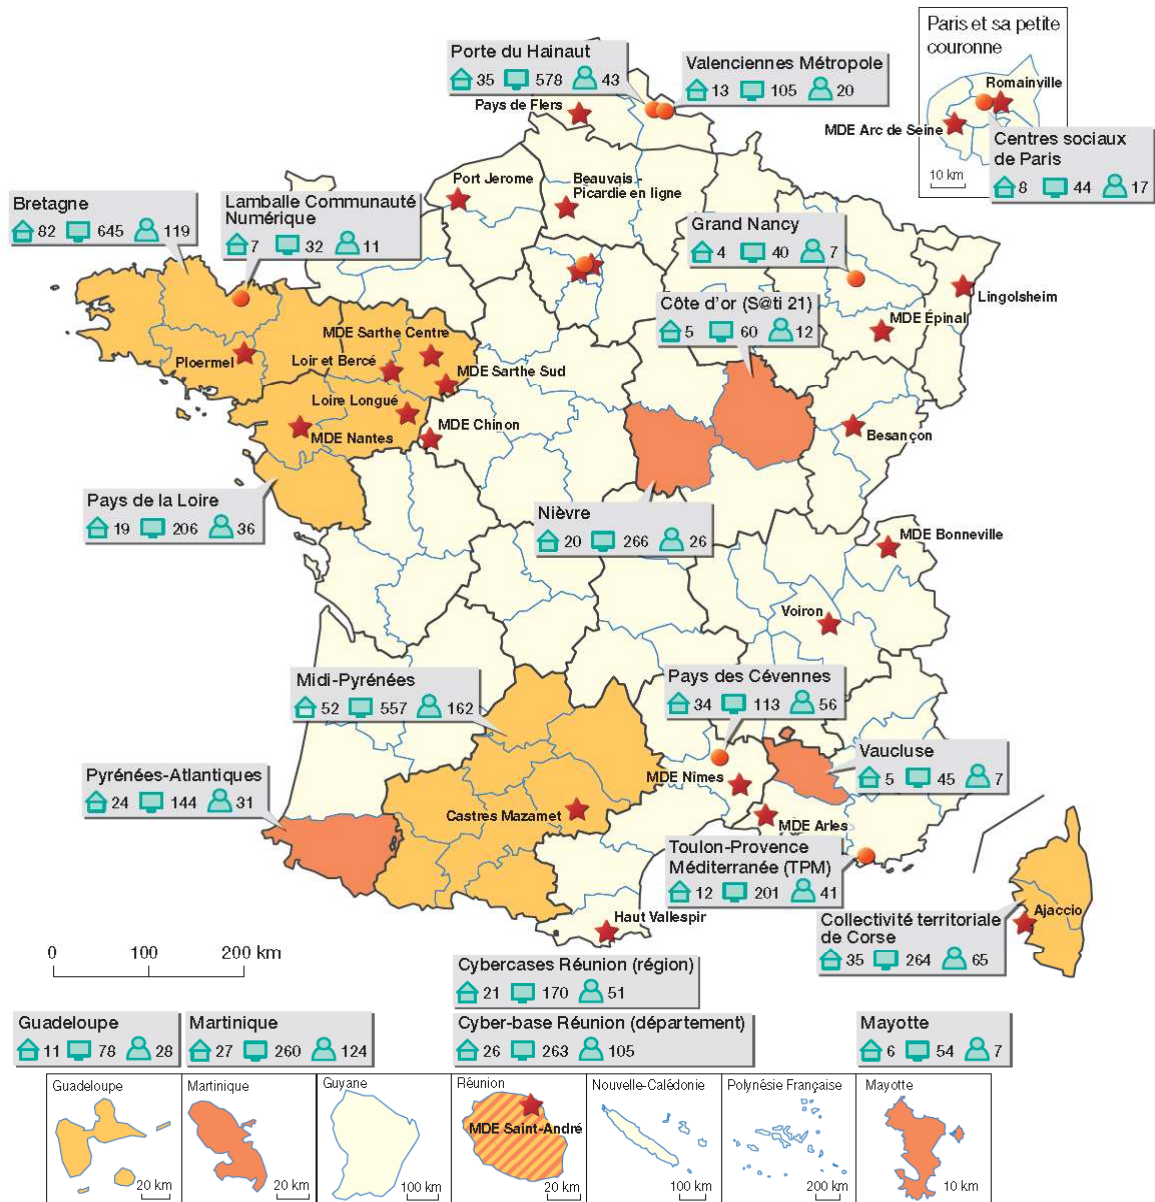 Paris et sa petite
couronne
Romainville
MDE Arc de Seine
Centres sociaux
de Paris
8 44 17
10 km
Porte du Hainaut
35 578 43
Valenciennes Métropole
13 105 20
Pays de Flers
Port Jerome
Beauvais -
Picardie en ligne
Bretagne
82 645 119
Lamballe Communauté
Numérique
7 32 11
Grand Nancy
4 40 7
Lingolsheim
Côte d'or (S@ti 21)
5 60 12
MDE Épinal
MDE Sarthe Centre
Ploermel
Loir et Bercé
MDE Sarthe Sud
Loire Longué
MDE Chinon
MDE Nantes
Besançon
Pays de la Loire
19 206 36
Nièvre
20 266 26
MDE Bonneville
Voiron
Midi-Pyrénées
52 557 162
Pays des Cévennes
34 113 56
Vaucluse
5 45 7
Pyrénées-Atlantiques
24 144 31
MDE Nîmes
Castres Mazamet
MDE Arles
Toulon-Provence
Méditerranée (TPM)
12 201 41
Haut Vallespir
Ajaccio
Collectivité territoriale
de Corse
35 264 65
0 100 200 km
Cybercases Réunion (région)
21 170 51
Guadeloupe
11 78 28
Martinique
27 260 124
Cyber-base Réunion (département)
26 263 105
Mayotte
6 54 7
Guadeloupe
20 km
Martinique
20 km
Guyane
100 km
Réunion
MDE Saint-André
20 km
Nouvelle-Calédonie
100 km
Polynésie Française
200 km
Mayotte
10 km